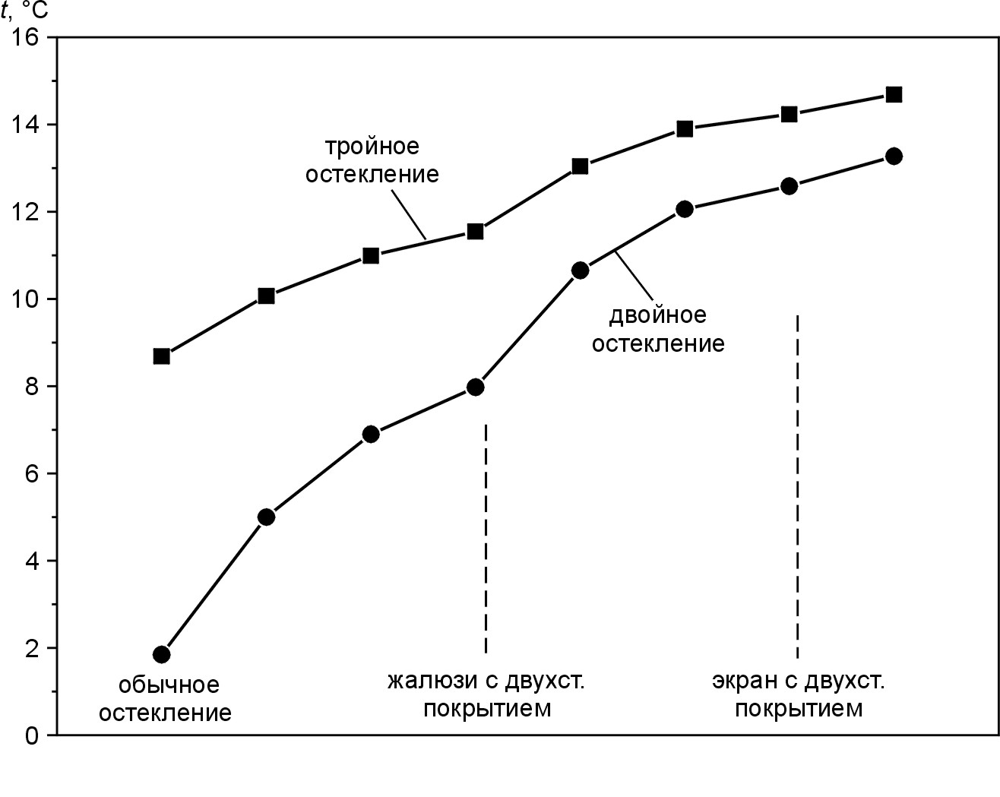 t, °C
16
14
12
10
8
6
4
2
0
тройное
остекление
двойное
остекление
обычное
остекление
жалюзи с двухст.
покрытием
экран с двухст.
покрытием